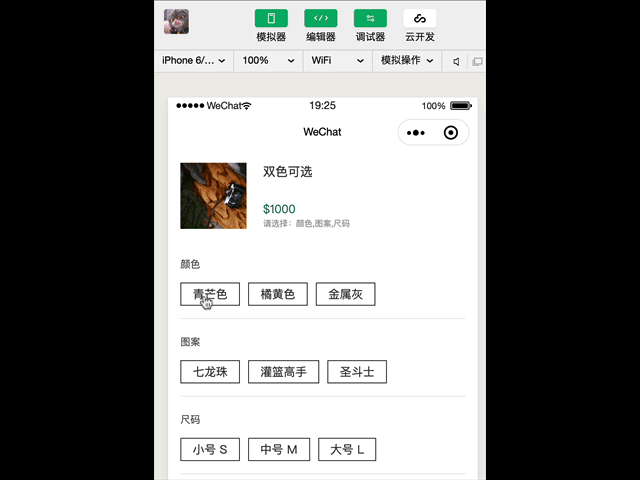 模拟器 编辑器 调试器 云开发
iPhone 6/... 100% WiFi 模拟操作
WeChat 19:25 100%
WeChat
双色可选
$1000
请选择：颜色,图案,尺码
颜色
青芒色 橘黄色 金属灰
图案
七龙珠 灌篮高手 圣斗士
尺码
小号 S 中号 M 大号 L